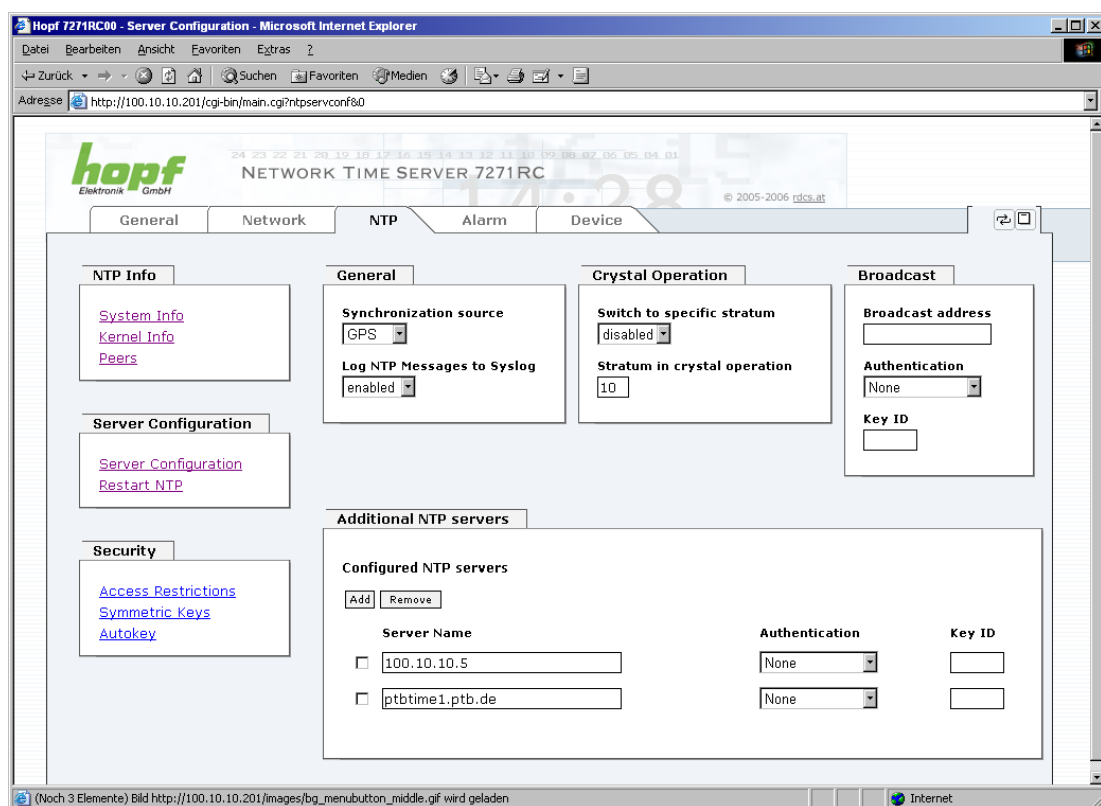 Hopf 7271RC00 - Server Configuration - Microsoft Internet Explorer
Datei Bearbeiten Ansicht Favoriten Extras ?
Zurück Suchen Favoriten Medien
Adresse http://100.10.10.201/cgi-bin/main.cgi?ntpservconf&0
hopf
Elektronik GmbH
24 23 22 21 20 19 18 17 16 15 14 13 12 11 10 09 08 07 06 05 04 01
NETWORK TIME SERVER 7271RC
14:28
© 2005-2006 rdcs.at
General Network NTP Alarm Device
NTP Info
System Info
Kernel Info
Peers
Server Configuration
Server Configuration
Restart NTP
Security
Access Restrictions
Symmetric Keys
Autokey
General
Synchronization source
GPS
Log NTP Messages to Syslog
enabled
Crystal Operation
Switch to specific stratum
disabled
Stratum in crystal operation
10
Broadcast
Broadcast address
Authentication
None
Key ID
Additional NTP servers
Configured NTP servers
Add Remove
Server Name Authentication Key ID
100.10.10.5 None
ptbtime1.ptb.de None
(Noch 3 Elemente) Bild http://100.10.10.201/images/bg_menubutton_middle.gif wird geladen
Internet